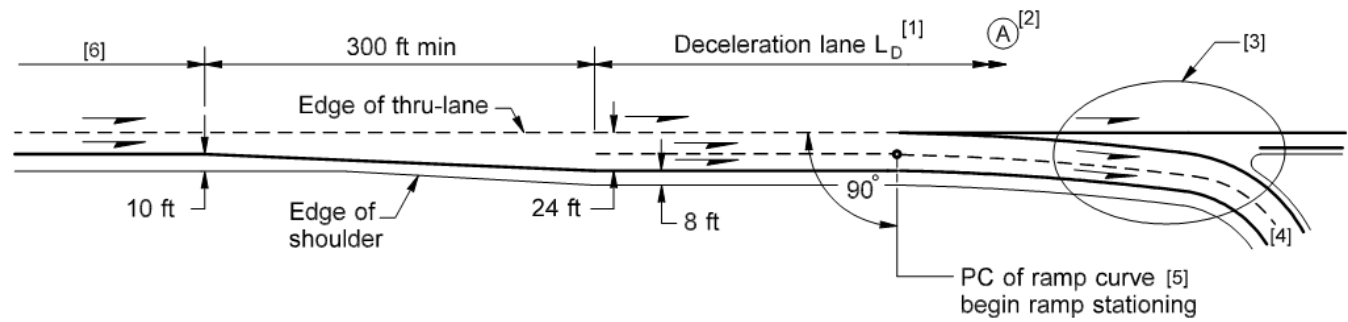 [6]
300 ft min
Deceleration lane L_D [1]
A [2]
[3]
Edge of thru-lane
10 ft
Edge of
shoulder
24 ft
8 ft
90°
[4]
PC of ramp curve [5]
begin ramp stationing